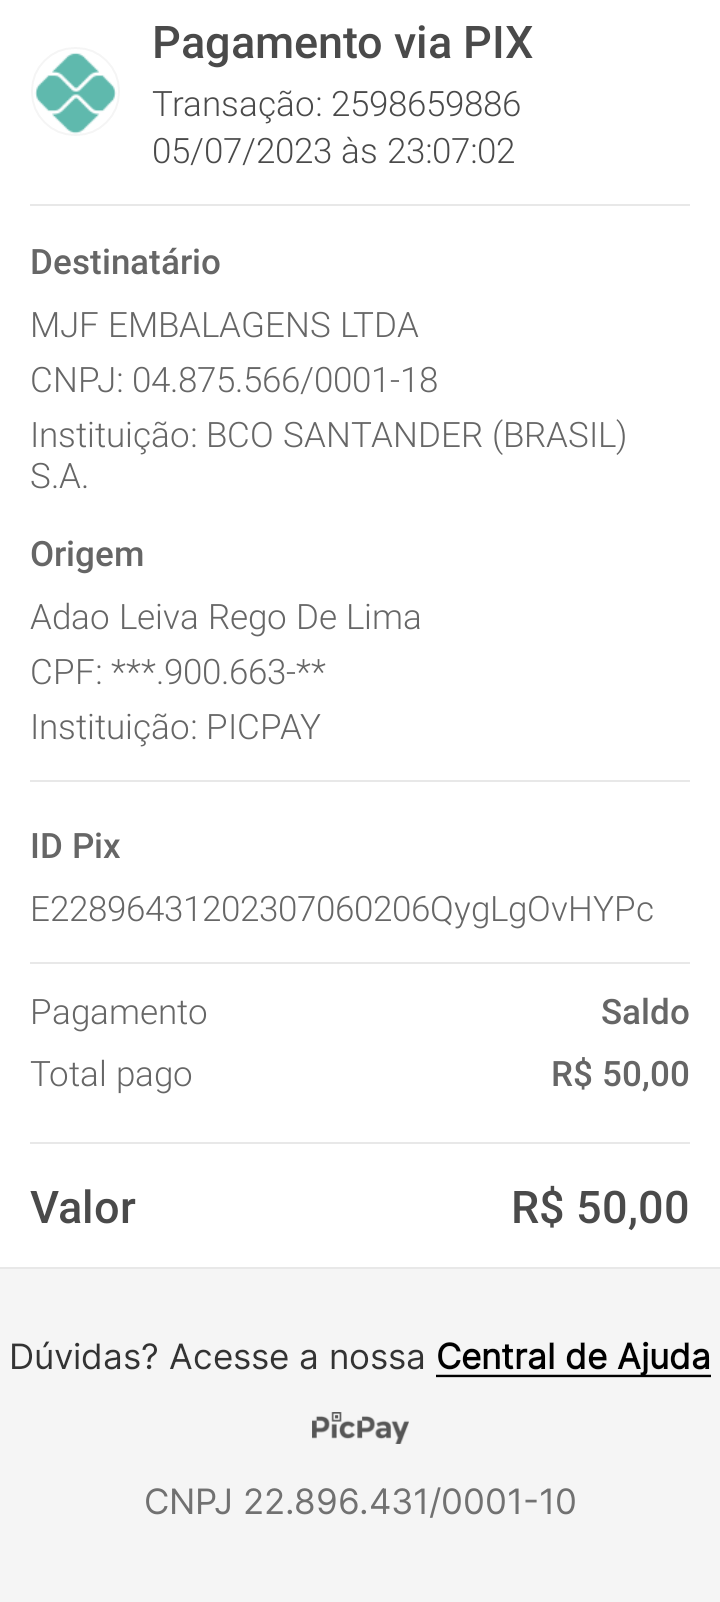 Pagamento via PIX
Transação: 2598659886
05/07/2023 às 23:07:02
Destinatário
MJF EMBALAGENS LTDA
CNPJ: 04.875.566/0001-18
Instituição: BCO SANTANDER (BRASIL)
S.A.
Origem
Adao Leiva Rego De Lima
CPF: ***.900.663-**
Instituição: PICPAY
ID Pix
E22896431202307060206QygLgOvHYPc
Pagamento Saldo
Total pago R$ 50,00
Valor R$ 50,00
Dúvidas? Acesse a nossa Central de Ajuda
PicPay
CNPJ 22.896.431/0001-10